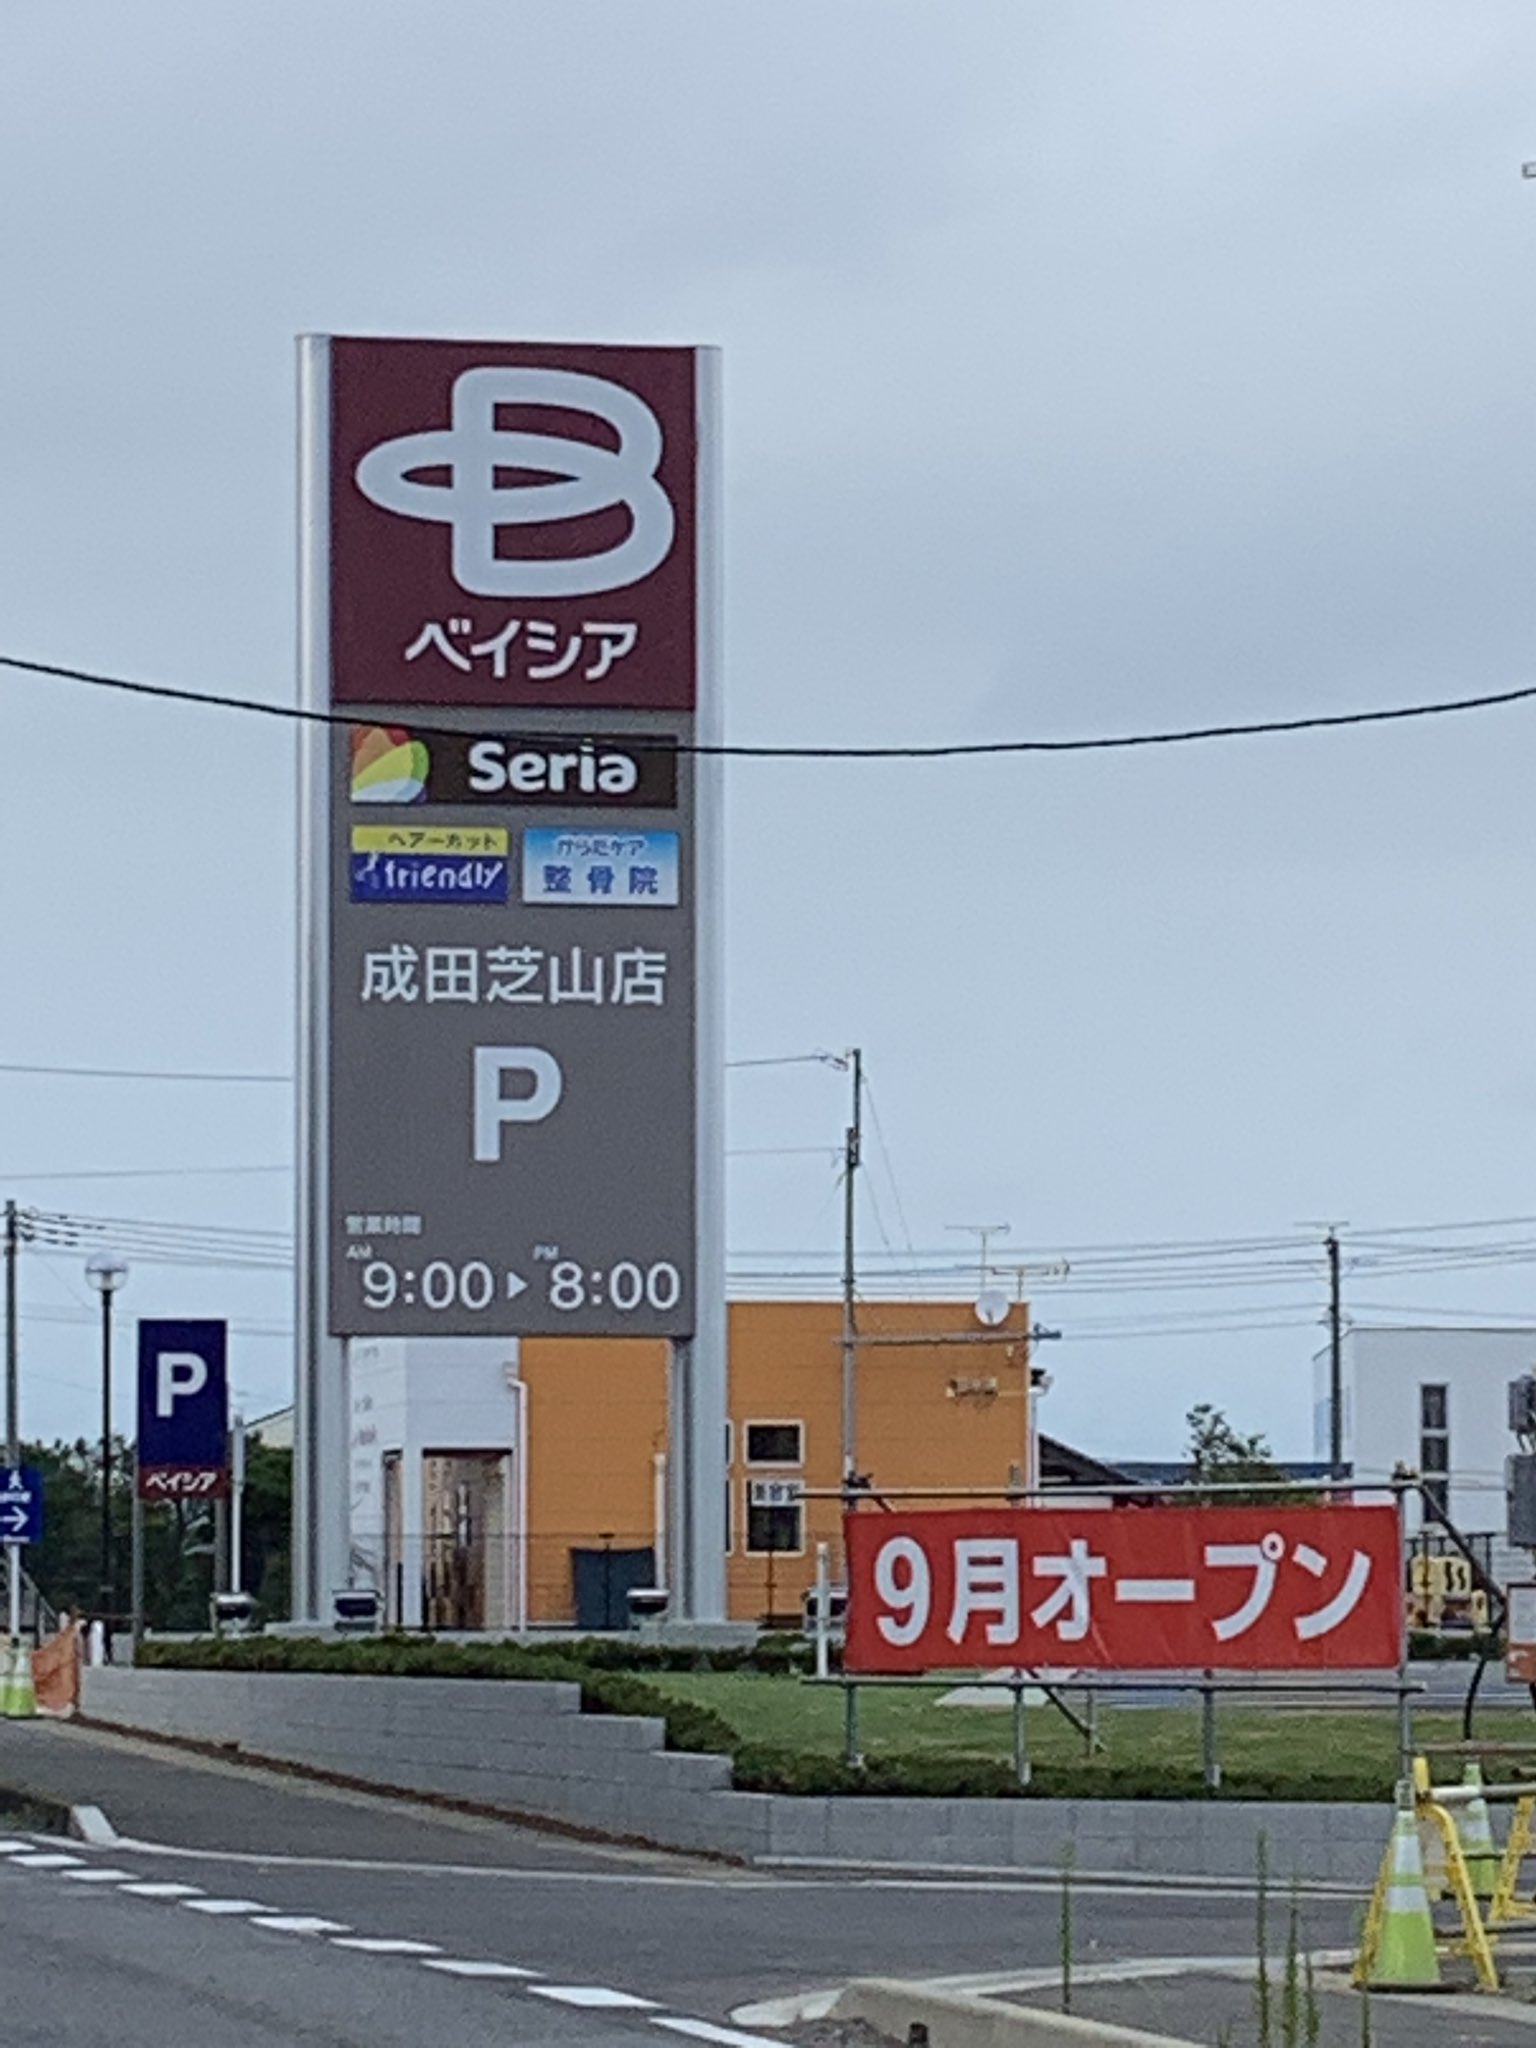 ベイシア
Seria
ヘアーカット
friendly
からだケア
整骨院
成田芝山店
P
営業時間
AM 9:00 ▶ PM 8:00
P
ベイシア
9月オープン